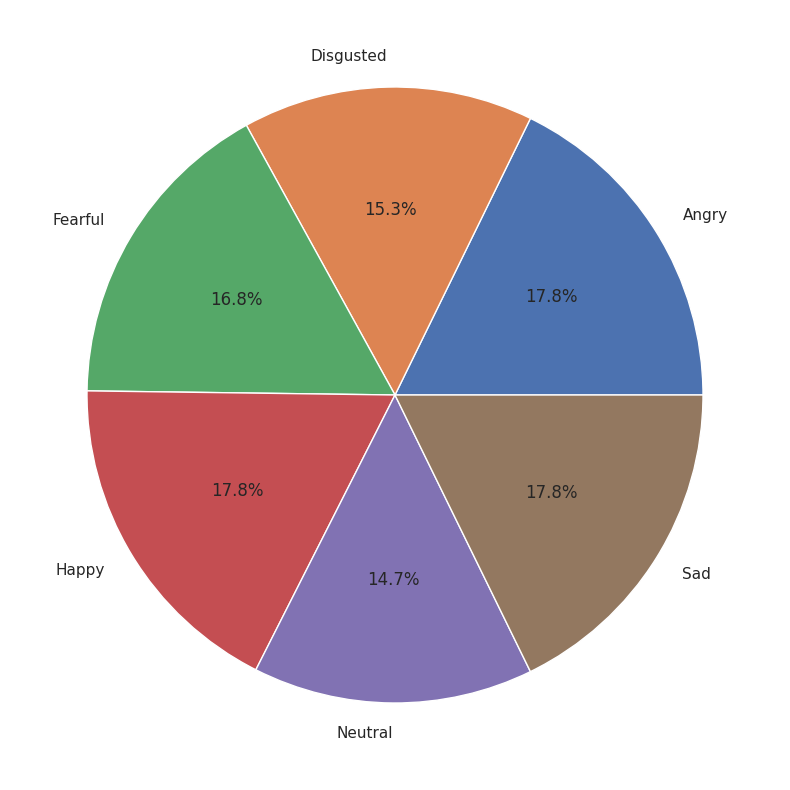 Disgusted
15.3%
Angry
17.8%
Fearful
16.8%
Happy
17.8%
Neutral
14.7%
Sad
17.8%